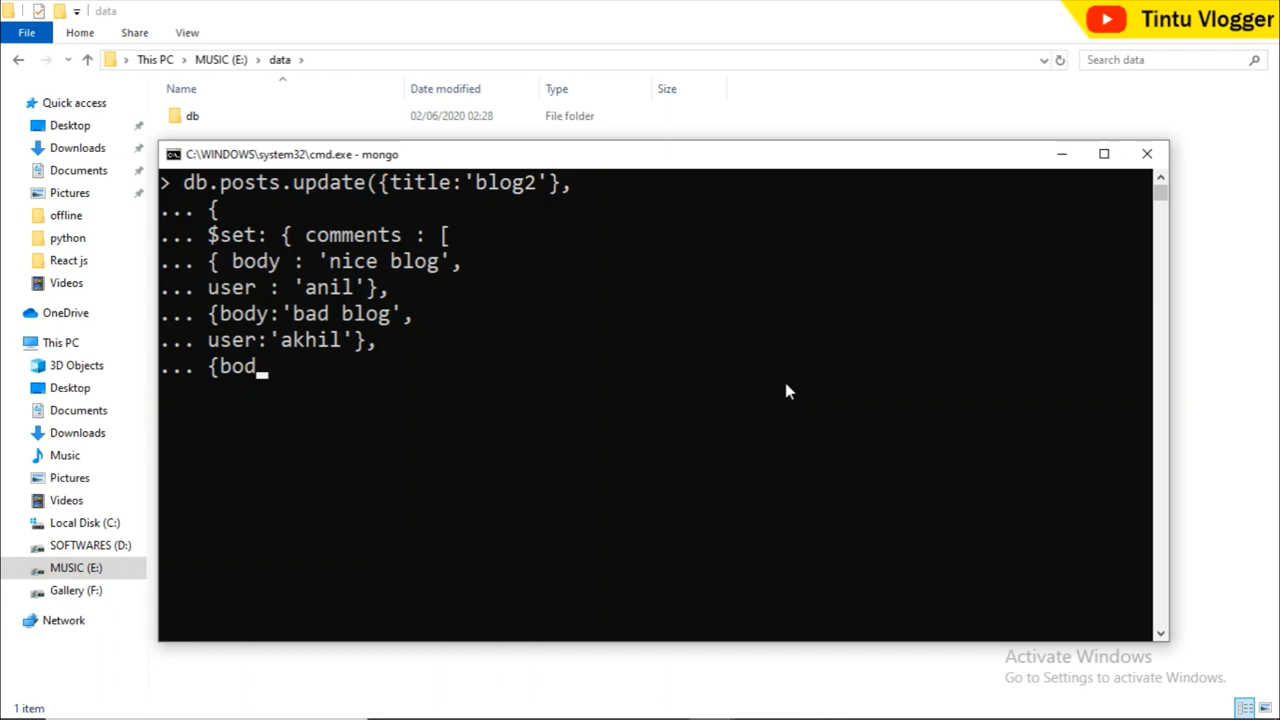 data
Tintu Vlogger
File Home Share View
This PC > MUSIC (E:) > data >
Search data
Name Date modified Type Size
db 02/06/2020 02:28 File folder
Quick access
Desktop
Downloads
Documents
Pictures
offline
python
React js
Videos
OneDrive
This PC
3D Objects
Desktop
Documents
Downloads
Music
Pictures
Videos
Local Disk (C:)
SOFTWARES (D:)
MUSIC (E:)
Gallery (F:)
Network
C:\WINDOWS\system32\cmd.exe - mongo
> db.posts.update({title:'blog2'},
... {
... $set: { comments : [
... { body : 'nice blog',
... user : 'anil'},
... {body:'bad blog',
... user:'akhil'},
... {bod_
Activate Windows
Go to Settings to activate Windows.
1 item